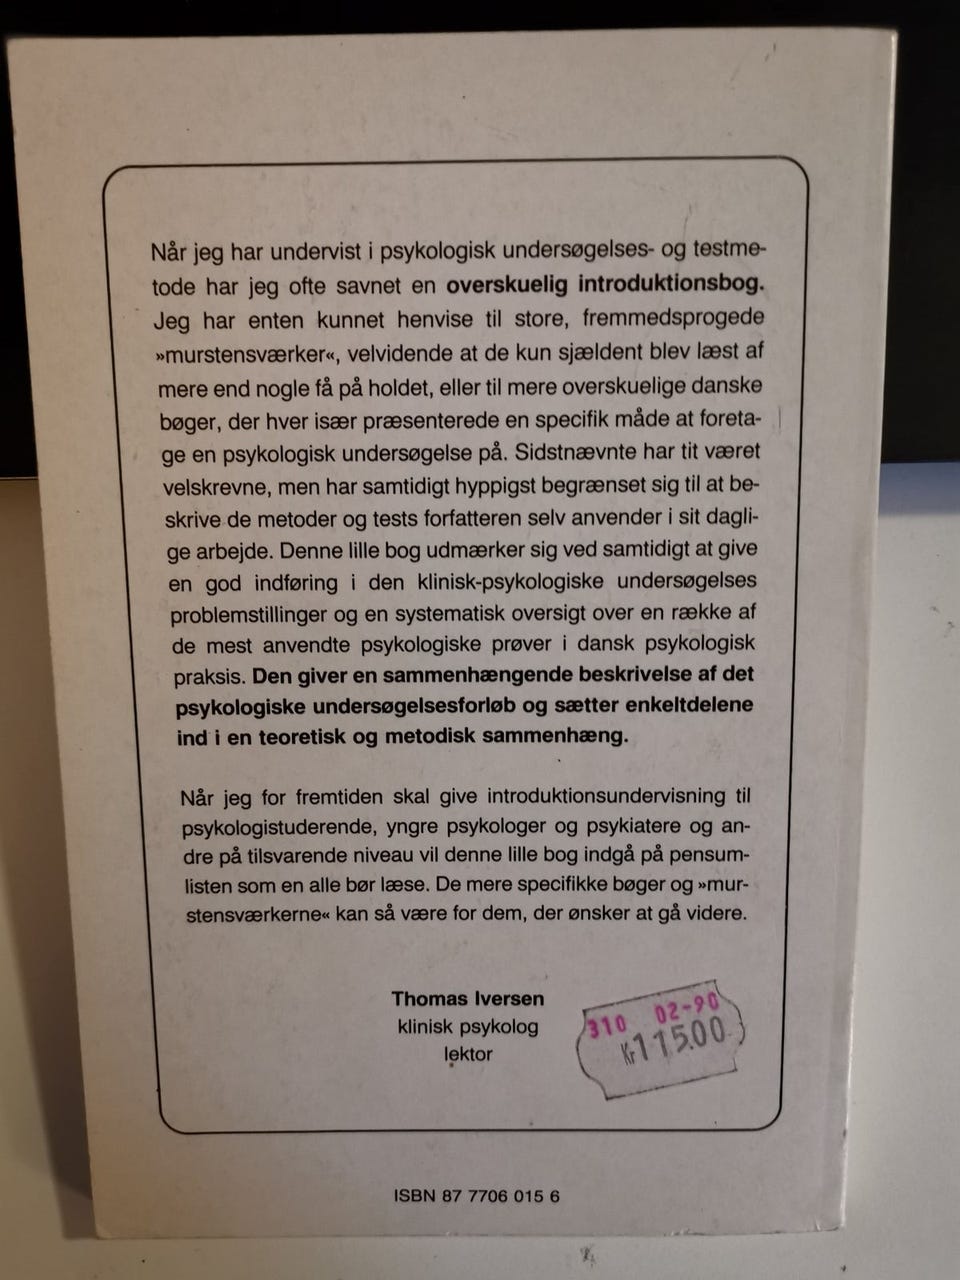 Når jeg har undervist i psykologisk undersøgelses- og testme-
tode har jeg ofte savnet en overskuelig introduktionsbog.
Jeg har enten kunnet henvise til store, fremmedsprogede
»murstensværker«, velvidende at de kun sjældent blev læst af
mere end nogle få på holdet, eller til mere overskuelige danske
bøger, der hver især præsenterede en specifik måde at foreta-
ge en psykologisk undersøgelse på. Sidstnævnte har tit været
velskrevne, men har samtidigt hyppigst begrænset sig til at be-
skrive de metoder og tests forfatteren selv anvender i sit dagli-
ge arbejde. Denne lille bog udmærker sig ved samtidigt at give
en god indføring i den klinisk-psykologiske undersøgelses
problemstillinger og en systematisk oversigt over en række af
de mest anvendte psykologiske prøver i dansk psykologisk
praksis. Den giver en sammenhængende beskrivelse af det
psykologiske undersøgelsesforløb og sætter enkeltdelene
ind i en teoretisk og metodisk sammenhæng.
Når jeg for fremtiden skal give introduktionsundervisning til
psykologistuderende, yngre psykologer og psykiatere og an-
dre på tilsvarende niveau vil denne lille bog indgå på pensum-
listen som en alle bør læse. De mere specifikke bøger og »mur-
stensværkerne« kan så være for dem, der ønsker at gå videre.
Thomas Iversen
klinisk psykolog
lektor
310 02-90
Kr115.00
ISBN 87 7706 015 6